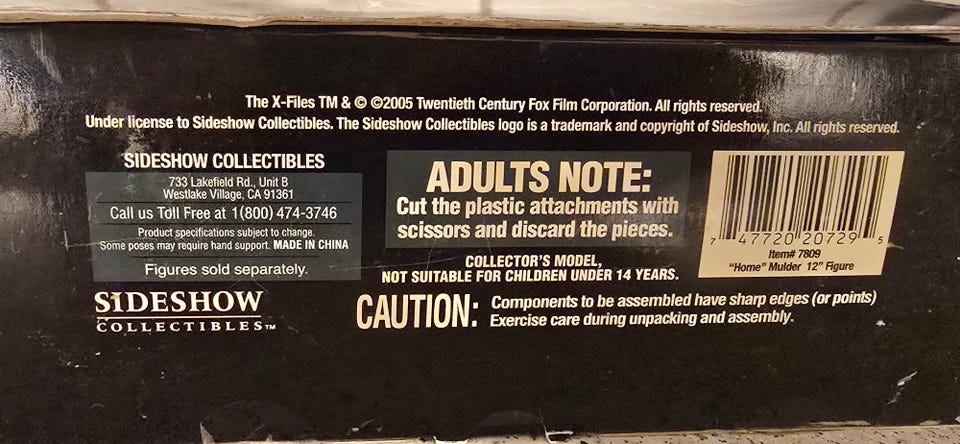 The X-Files TM & © ©2005 Twentieth Century Fox Film Corporation. All rights reserved.
Under license to Sideshow Collectibles. The Sideshow Collectibles logo is a trademark and copyright of Sideshow, Inc. All rights reserved.
SIDESHOW COLLECTIBLES
733 Lakefield Rd., Unit B
Westlake Village, CA 91361
Call us Toll Free at 1(800) 474-3746
Product specifications subject to change.
Some poses may require hand support. MADE IN CHINA
Figures sold separately.
SIDESHOW
COLLECTIBLES™
ADULTS NOTE:
Cut the plastic attachments with
scissors and discard the pieces.
COLLECTOR'S MODEL,
NOT SUITABLE FOR CHILDREN UNDER 14 YEARS.
CAUTION: Components to be assembled have sharp edges (or points)
Exercise care during unpacking and assembly.
7 47720 20729 5
Item# 7809
"Home" Mulder 12" Figure